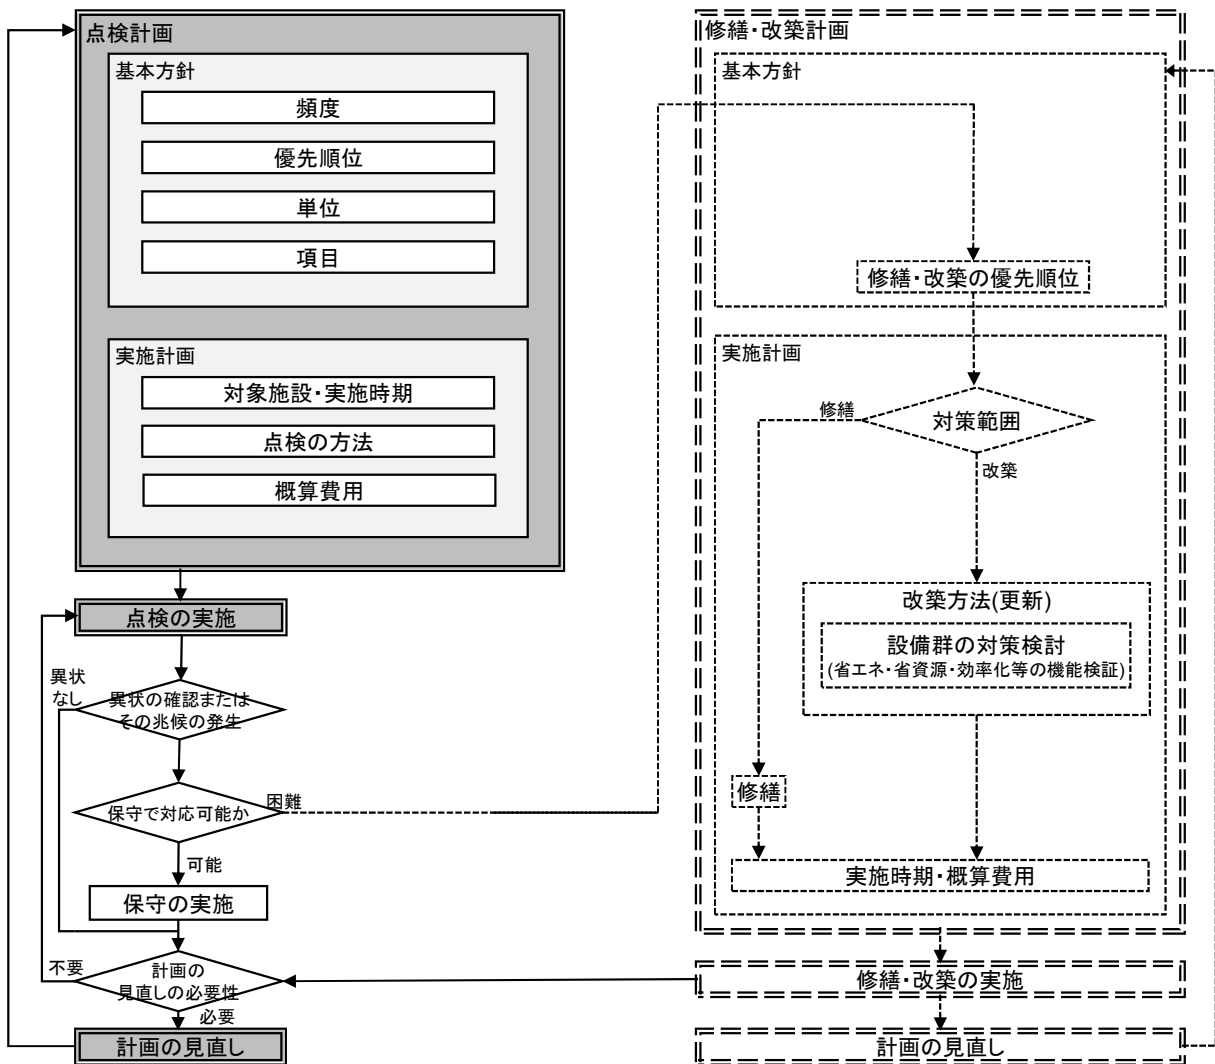 点検計画
基本方針
頻度
優先順位
単位
項目
実施計画
対象施設・実施時期
点検の方法
概算費用
点検の実施
異状
なし
異状の確認または
その兆候の発生
保守で対応可能か
困難
可能
保守の実施
不要
計画の
見直しの必要性
必要
計画の見直し
修繕・改築計画
基本方針
修繕・改築の優先順位
実施計画
修繕
対策範囲
改築
改築方法(更新)
設備群の対策検討
(省エネ・省資源・効率化等の機能検証)
修繕
実施時期・概算費用
修繕・改築の実施
計画の見直し